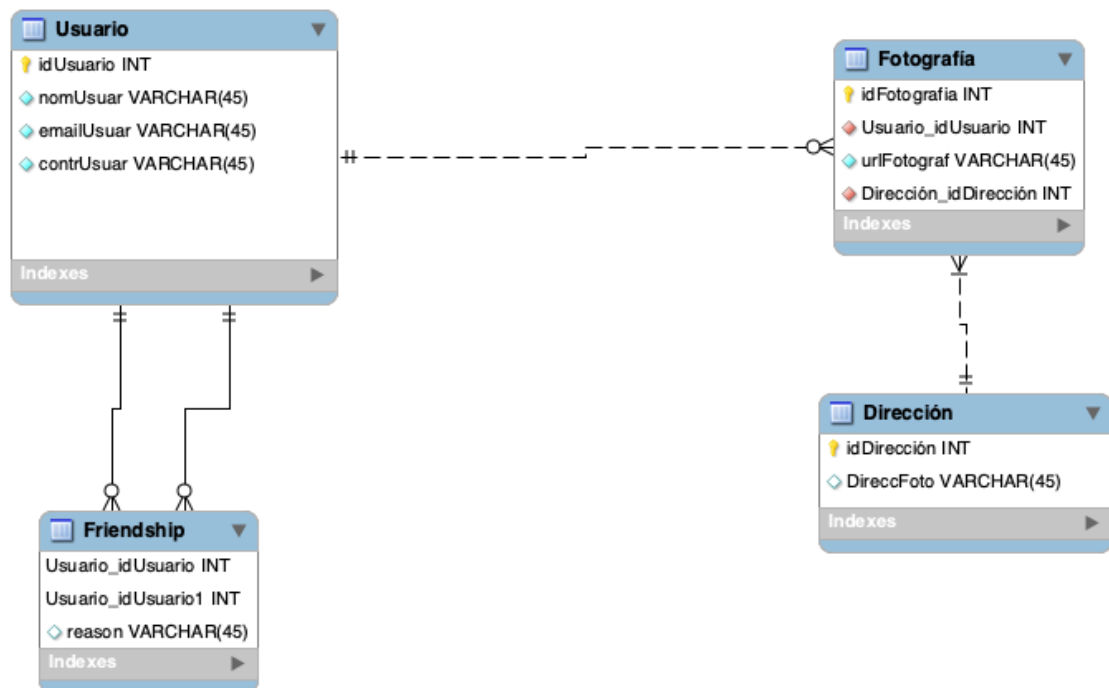 Usuario
idUsuario INT
nomUsuar VARCHAR(45)
emailUsuar VARCHAR(45)
contrUsuar VARCHAR(45)
Indexes
Fotografía
idFotografia INT
Usuario_idUsuario INT
urlFotograf VARCHAR(45)
Dirección_idDirección INT
Indexes
Dirección
idDirección INT
DireccFoto VARCHAR(45)
Indexes
Friendship
Usuario_idUsuario INT
Usuario_idUsuario1 INT
reason VARCHAR(45)
Indexes